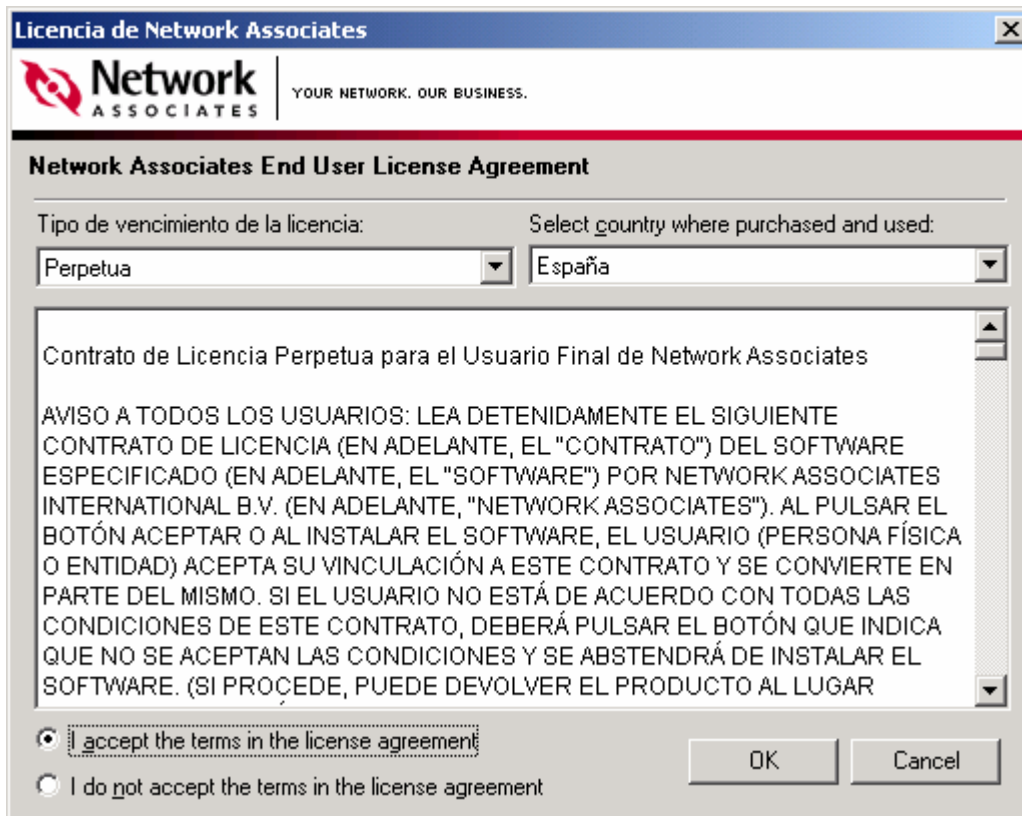 Licencia de Network Associates
Network
ASSOCIATES
YOUR NETWORK. OUR BUSINESS.
Network Associates End User License Agreement
Tipo de vencimiento de la licencia:
Select country where purchased and used:
Perpetua
España
Contrato de Licencia Perpetua para el Usuario Final de Network Associates
AVISO A TODOS LOS USUARIOS: LEA DETENIDAMENTE EL SIGUIENTE
CONTRATO DE LICENCIA (EN ADELANTE, EL "CONTRATO") DEL SOFTWARE
ESPECIFICADO (EN ADELANTE, EL "SOFTWARE") POR NETWORK ASSOCIATES
INTERNATIONAL B.V. (EN ADELANTE, "NETWORK ASSOCIATES"). AL PULSAR EL
BOTÓN ACEPTAR O AL INSTALAR EL SOFTWARE, EL USUARIO (PERSONA FÍSICA
O ENTIDAD) ACEPTA SU VINCULACIÓN A ESTE CONTRATO Y SE CONVIERTE EN
PARTE DEL MISMO. SI EL USUARIO NO ESTÁ DE ACUERDO CON TODAS LAS
CONDICIONES DE ESTE CONTRATO, DEBERÁ PULSAR EL BOTÓN QUE INDICA
QUE NO SE ACEPTAN LAS CONDICIONES Y SE ABSTENDRÁ DE INSTALAR EL
SOFTWARE. (SI PROCEDE, PUEDE DEVOLVER EL PRODUCTO AL LUGAR
I accept the terms in the license agreement
I do not accept the terms in the license agreement
OK
Cancel